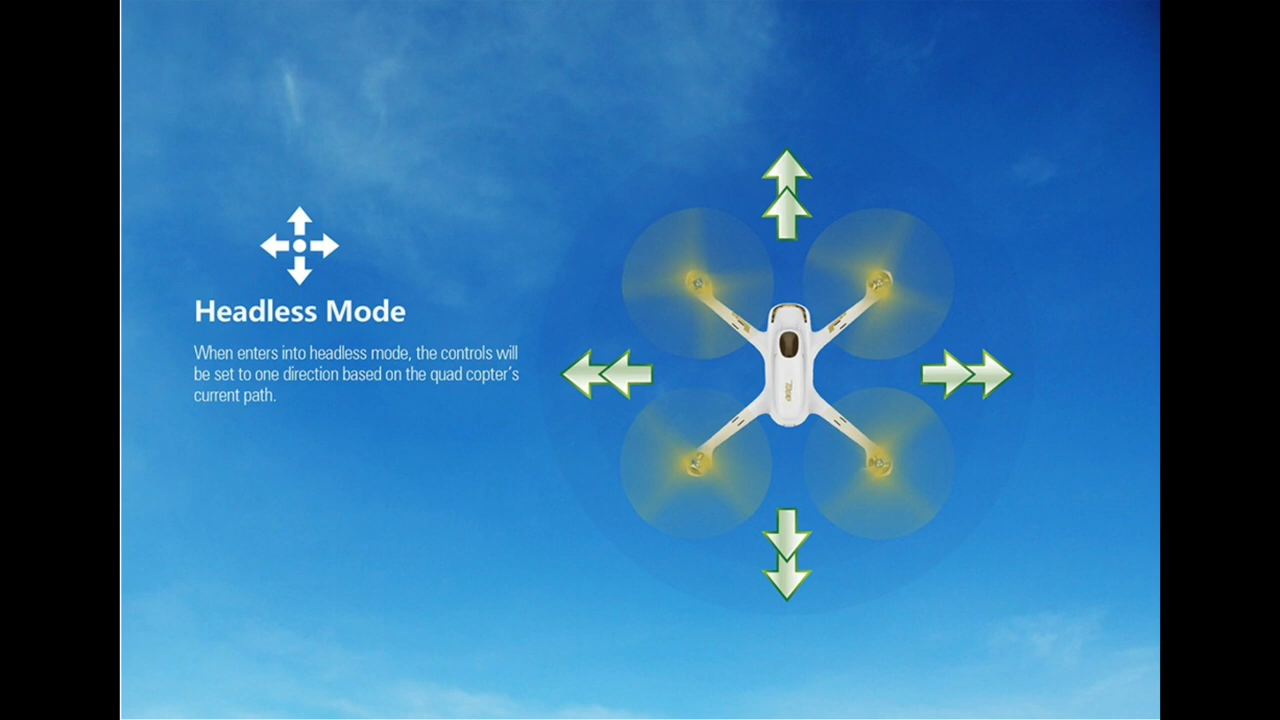 Headless Mode
When enters into headless mode, the controls will
be set to one direction based on the quad copter's
current path.